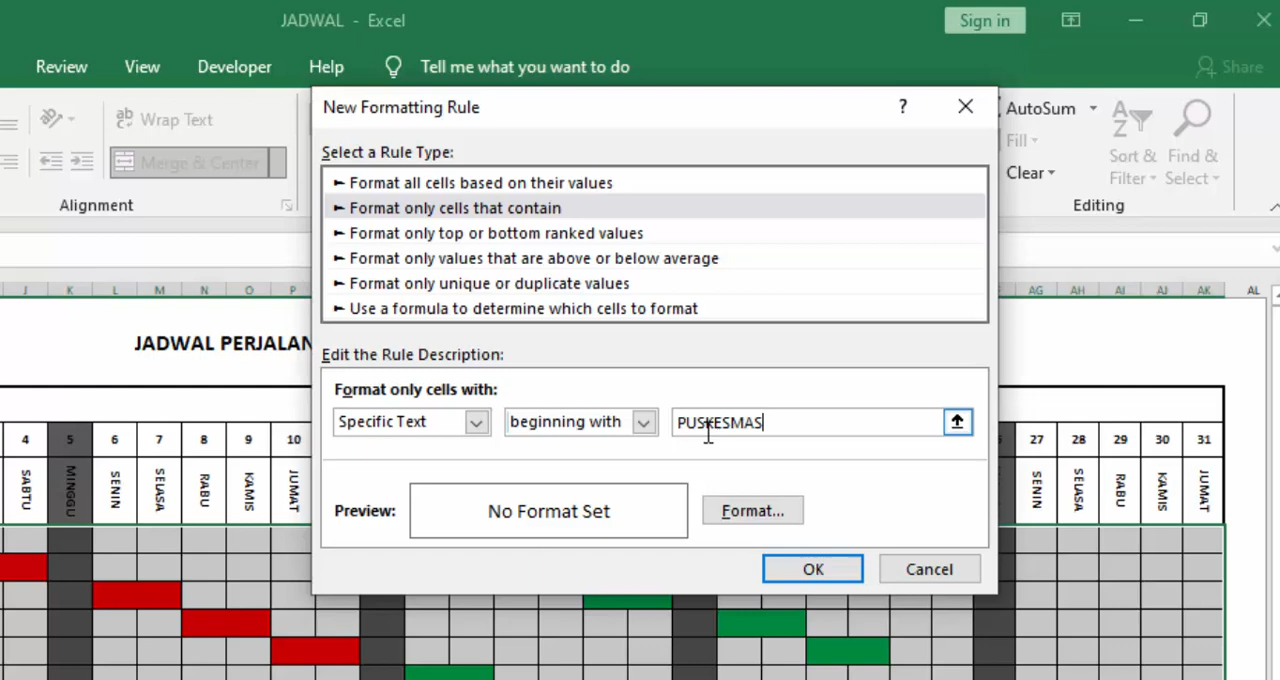 JADWAL - Excel
Sign in
Review View Developer Help Tell me what you want to do Share
Wrap Text
Merge & Center
Alignment
AutoSum
Fill
Clear
Sort & Filter
Find & Select
Editing
New Formatting Rule
?
Select a Rule Type:
► Format all cells based on their values
► Format only cells that contain
► Format only top or bottom ranked values
► Format only values that are above or below average
► Format only unique or duplicate values
► Use a formula to determine which cells to format
Edit the Rule Description:
Format only cells with:
Specific Text beginning with PUSKESMAS
Preview: No Format Set Format...
OK Cancel
J K L M N O P AG AH AI AJ AK AL
JADWAL PERJALAN
4 5 6 7 8 9 10 27 28 29 30 31
SABTU MINGGU SENIN SELASA RABU KAMIS JUMAT SENIN SELASA RABU KAMIS JUMAT